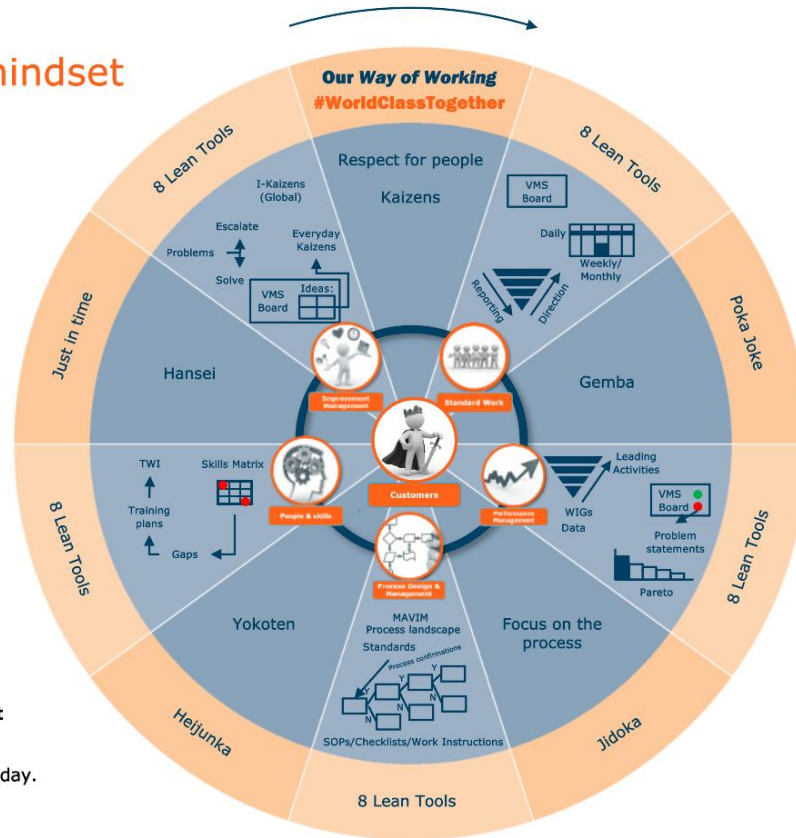 mindset
Our Way of Working
#WorldClassTogether
8 Lean Tools
Poka Joke
8 Lean Tools
Jidoka
8 Lean Tools
Heijunka
8 Lean Tools
Just in time
8 Lean Tools
Respect for people
Kaizens
VMS
Board
Daily
Weekly/
Monthly
Reporting
Direction
Standard Work
Gemba
Leading
Activities
WIGs
Data
VMS
Board
Problem
statements
Pareto
Performance
Management
Focus on the
process
Process Design &
Management
MAVIM
Process landscape
Standards
Process confirmations
Y
Y
N
N
SOPs/Checklists/Work Instructions
Yokoten
People & skills
TWI
Skills Matrix
Training
plans
Gaps
Hansei
I-Kaizens
(Global)
Escalate
Problems
Solve
Everyday
Kaizens
VMS
Board
Ideas:
Improvement
Management
Customers
t
day.